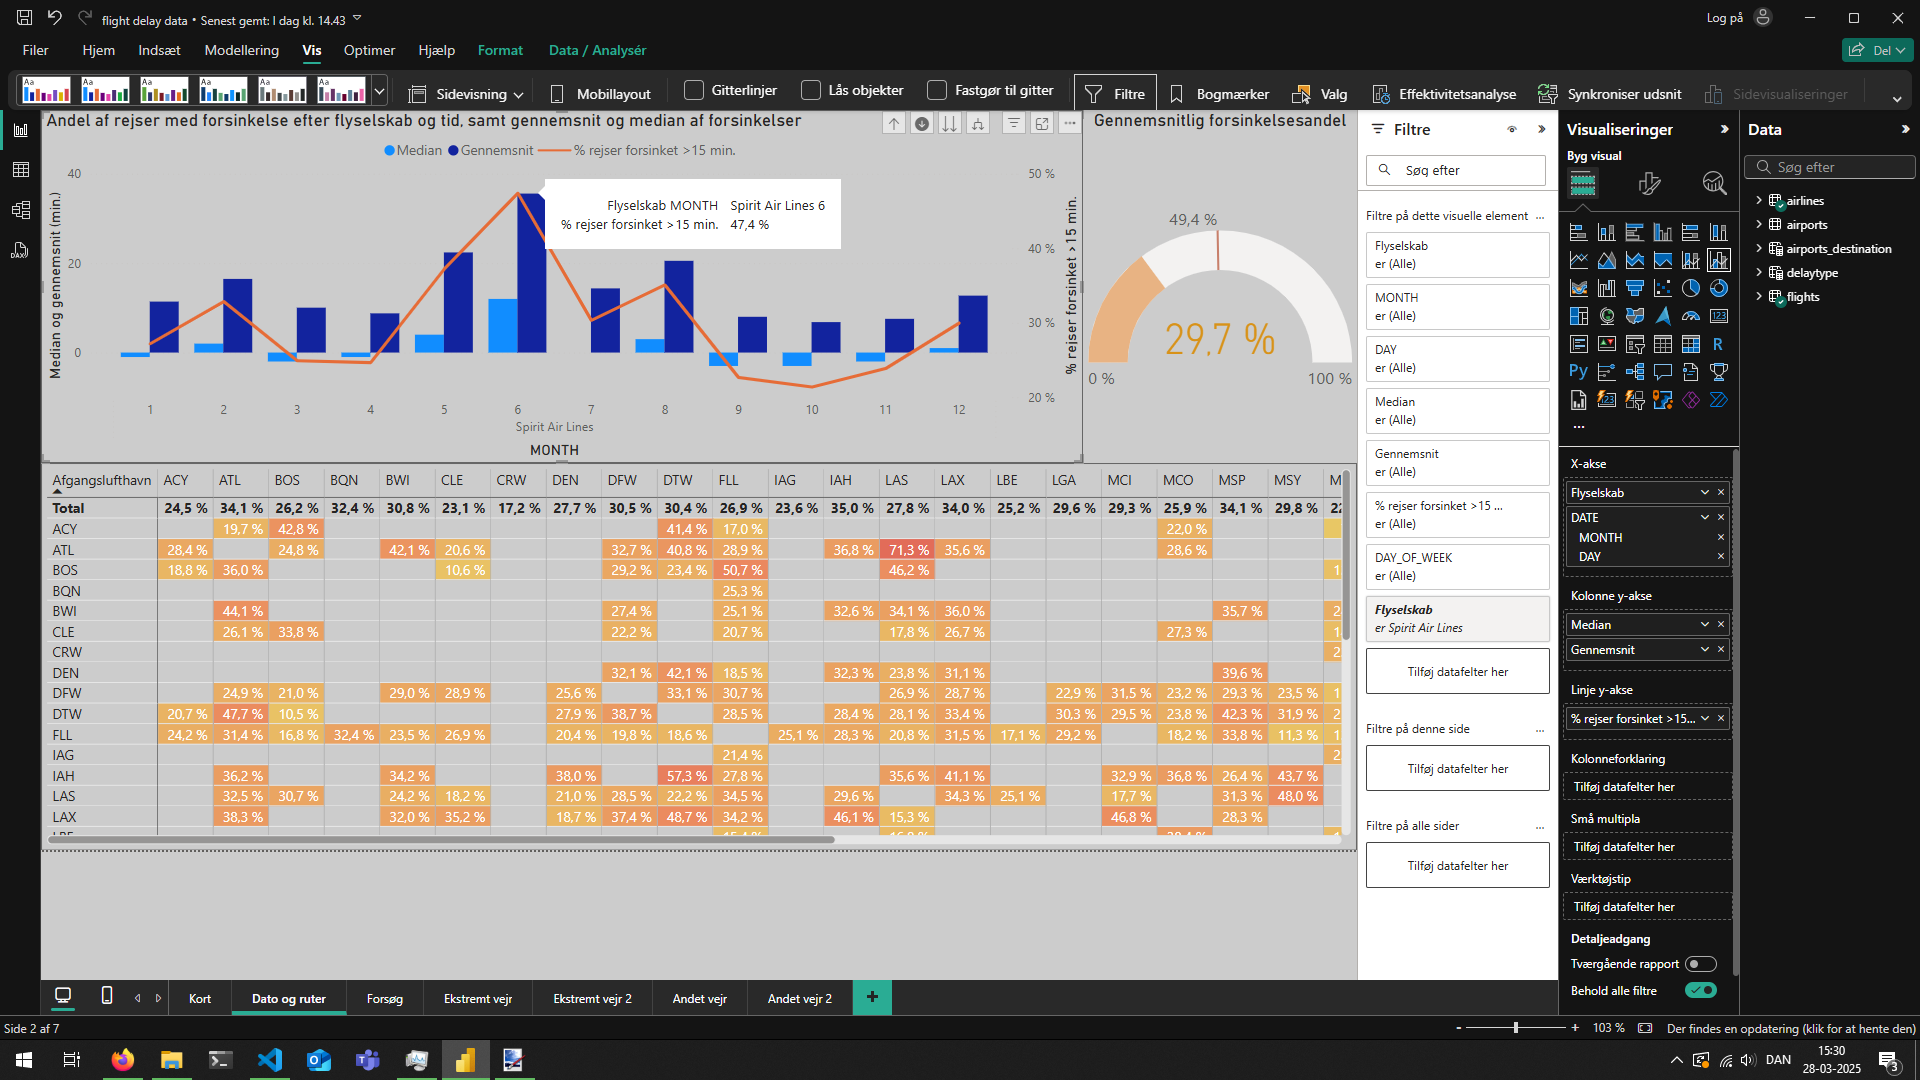 flight delay data • Senest gemt: I dag kl. 14.43
Log på
Filer Hjem Indsæt Modellering Vis Optimer Hjælp Format Data / Analysér
Del
Aa Aa Aa Aa Aa Aa
Sidevisning Mobillayout Gitterlinjer Lås objekter Fastgør til gitter Filtre Bogmærker Valg Effektivitetsanalyse Synkroniser udsnit Sidevisualiseringer
Andel af rejser med forsinkelse efter flyselskab og tid, samt gennemsnit og median af forsinkelser
Median Gennemsnit % rejser forsinket >15 min.
Median og gennemsnit (min.)
40
20
0
50 %
40 %
30 %
20 %
% rejser forsinket >15 min.
Flyselskab MONTH Spirit Air Lines 6
% rejser forsinket >15 min. 47,4 %
1 2 3 4 5 6 7 8 9 10 11 12
Spirit Air Lines
MONTH
Gennemsnitlig forsinkelsesandel
49,4 %
29,7 %
0 % 100 %
Afgangslufthavn ACY ATL BOS BQN BWI CLE CRW DEN DFW DTW FLL IAG IAH LAS LAX LBE LGA MCI MCO MSP MSY M
Total 24,5 % 34,1 % 26,2 % 32,4 % 30,8 % 23,1 % 17,2 % 27,7 % 30,5 % 30,4 % 26,9 % 23,6 % 35,0 % 27,8 % 34,0 % 25,2 % 29,6 % 29,3 % 25,9 % 34,1 % 29,8 % 22
ACY 19,7 % 42,8 % 41,4 % 17,0 % 22,0 %
ATL 28,4 % 24,8 % 42,1 % 20,6 % 32,7 % 40,8 % 28,9 % 36,8 % 71,3 % 35,6 % 28,6 %
BOS 18,8 % 36,0 % 10,6 % 29,2 % 23,4 % 50,7 % 46,2 % 1
BQN 25,3 %
BWI 44,1 % 27,4 % 25,1 % 32,6 % 34,1 % 36,0 % 35,7 % 2
CLE 26,1 % 33,8 % 22,2 % 20,7 % 17,8 % 26,7 % 27,3 % 1
CRW 2
DEN 32,1 % 42,1 % 18,5 % 32,3 % 23,8 % 31,1 % 39,6 %
DFW 24,9 % 21,0 % 29,0 % 28,9 % 25,6 % 33,1 % 30,7 % 26,9 % 28,7 % 22,9 % 31,5 % 23,2 % 29,3 % 23,5 % 1
DTW 20,7 % 47,7 % 10,5 % 27,9 % 38,7 % 28,5 % 28,4 % 28,1 % 33,4 % 30,3 % 29,5 % 23,8 % 42,3 % 31,9 % 2
FLL 24,2 % 31,4 % 16,8 % 32,4 % 23,5 % 26,9 % 20,4 % 19,8 % 18,6 % 25,1 % 28,3 % 20,8 % 31,5 % 17,1 % 29,2 % 18,2 % 33,8 % 11,3 % 1
IAG 21,4 % 2
IAH 36,2 % 34,2 % 38,0 % 57,3 % 27,8 % 35,6 % 41,1 % 32,9 % 36,8 % 26,4 % 43,7 %
LAS 32,5 % 30,7 % 24,2 % 18,2 % 21,0 % 28,5 % 22,2 % 34,5 % 29,6 % 34,3 % 25,1 % 17,7 % 31,3 % 48,0 % 2
LAX 38,3 % 32,0 % 35,2 % 18,7 % 37,4 % 48,7 % 34,2 % 46,1 % 15,3 % 46,8 % 28,3 %
Filtre
Søg efter
Filtre på dette visuelle element ...
Flyselskab
er (Alle)
MONTH
er (Alle)
DAY
er (Alle)
Median
er (Alle)
Gennemsnit
er (Alle)
% rejser forsinket >15 ...
er (Alle)
DAY_OF_WEEK
er (Alle)
Flyselskab
er Spirit Air Lines
Tilføj datafelter her
Filtre på denne side ...
Tilføj datafelter her
Filtre på alle sider ...
Tilføj datafelter her
Visualiseringer
Byg visual
123
R
Py
...
X-akse
Flyselskab
DATE
MONTH
DAY
Kolonne y-akse
Median
Gennemsnit
Linje y-akse
% rejser forsinket >15...
Kolonneforklaring
Tilføj datafelter her
Små multipla
Tilføj datafelter her
Værktøjstip
Tilføj datafelter her
Detaljeadgang
Tværgående rapport
Behold alle filtre
Data
Søg efter
airlines
airports
airports_destination
delaytype
flights
Kort Dato og ruter Forsøg Ekstremt vejr Ekstremt vejr 2 Andet vejr Andet vejr 2 +
Side 2 af 7
- + 103 % Der findes en opdatering (klik for at hente den)
DAN
15:30
28-03-2025
3